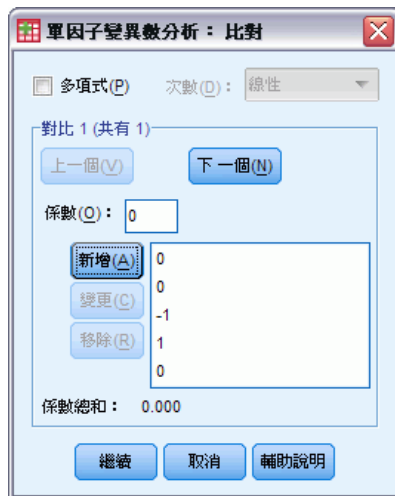 單因子變異數分析： 比對
多項式(P) 次數(D)： 線性
對比 1 (共有 1)
上一個(V) 下一個(N)
係數(O)： 0
新增(A) 0
0
變更(C)
-1
移除(R) 1
0
係數總和： 0.000
繼續 取消 輔助說明